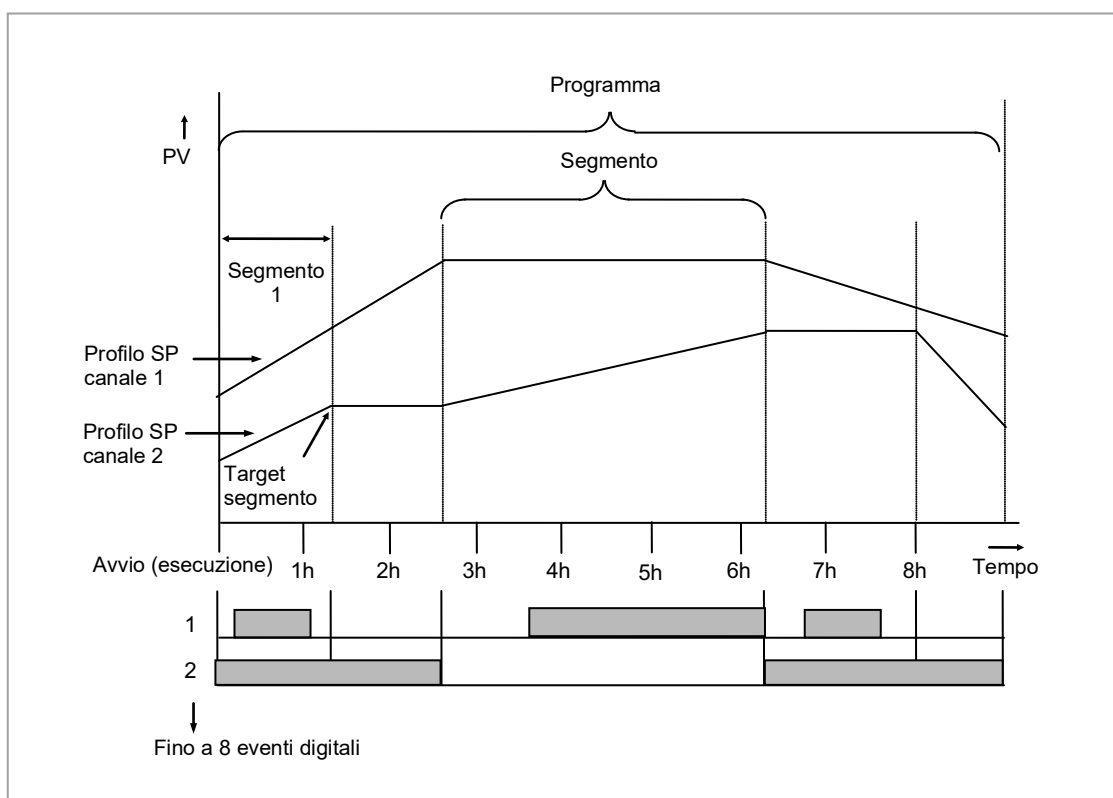 Programma
PV
Segmento
Segmento
1
Profilo SP
canale 1
Profilo SP
canale 2
Target
segmento
Avvio (esecuzione) 1h 2h 3h 4h 5h 6h 7h 8h Tempo
1
2
Fino a 8 eventi digitali